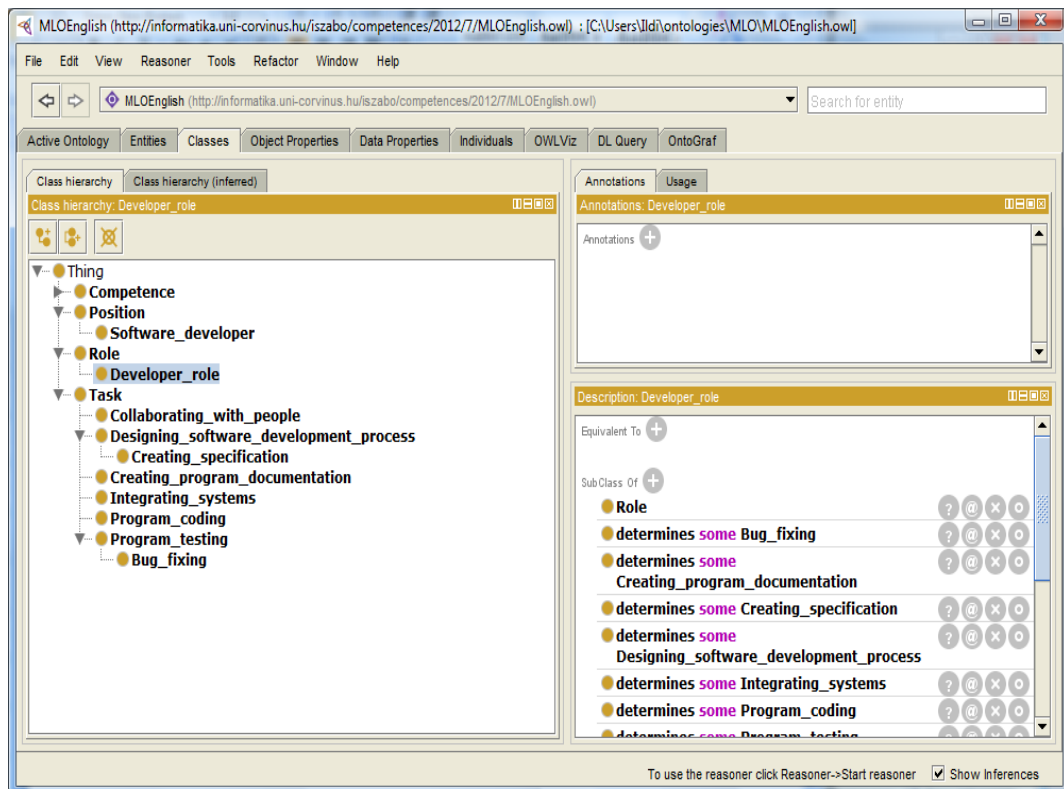 MLOEnglish (http://informatika.uni-corvinus.hu/iszabo/competences/2012/7/MLOEnglish.owl) : [C:\Users\Ildi\ontologies\MLO\MLOEnglish.owl]
File Edit View Reasoner Tools Refactor Window Help
MLOEnglish (http://informatika.uni-corvinus.hu/iszabo/competences/2012/7/MLOEnglish.owl)
Search for entity
Active Ontology Entities Classes Object Properties Data Properties Individuals OWLViz DL Query OntoGraf
Class hierarchy Class hierarchy (inferred)
Class hierarchy: Developer_role
Thing
Competence
Position
Software_developer
Role
Developer_role
Task
Collaborating_with_people
Designing_software_development_process
Creating_specification
Creating_program_documentation
Integrating_systems
Program_coding
Program_testing
Bug_fixing
Annotations Usage
Annotations: Developer_role
Annotations
Description: Developer_role
Equivalent To
SubClass Of
Role
determines some Bug_fixing
determines some
Creating_program_documentation
determines some Creating_specification
determines some
Designing_software_development_process
determines some Integrating_systems
determines some Program_coding
determines some Program_testing
To use the reasoner click Reasoner->Start reasoner Show Inferences